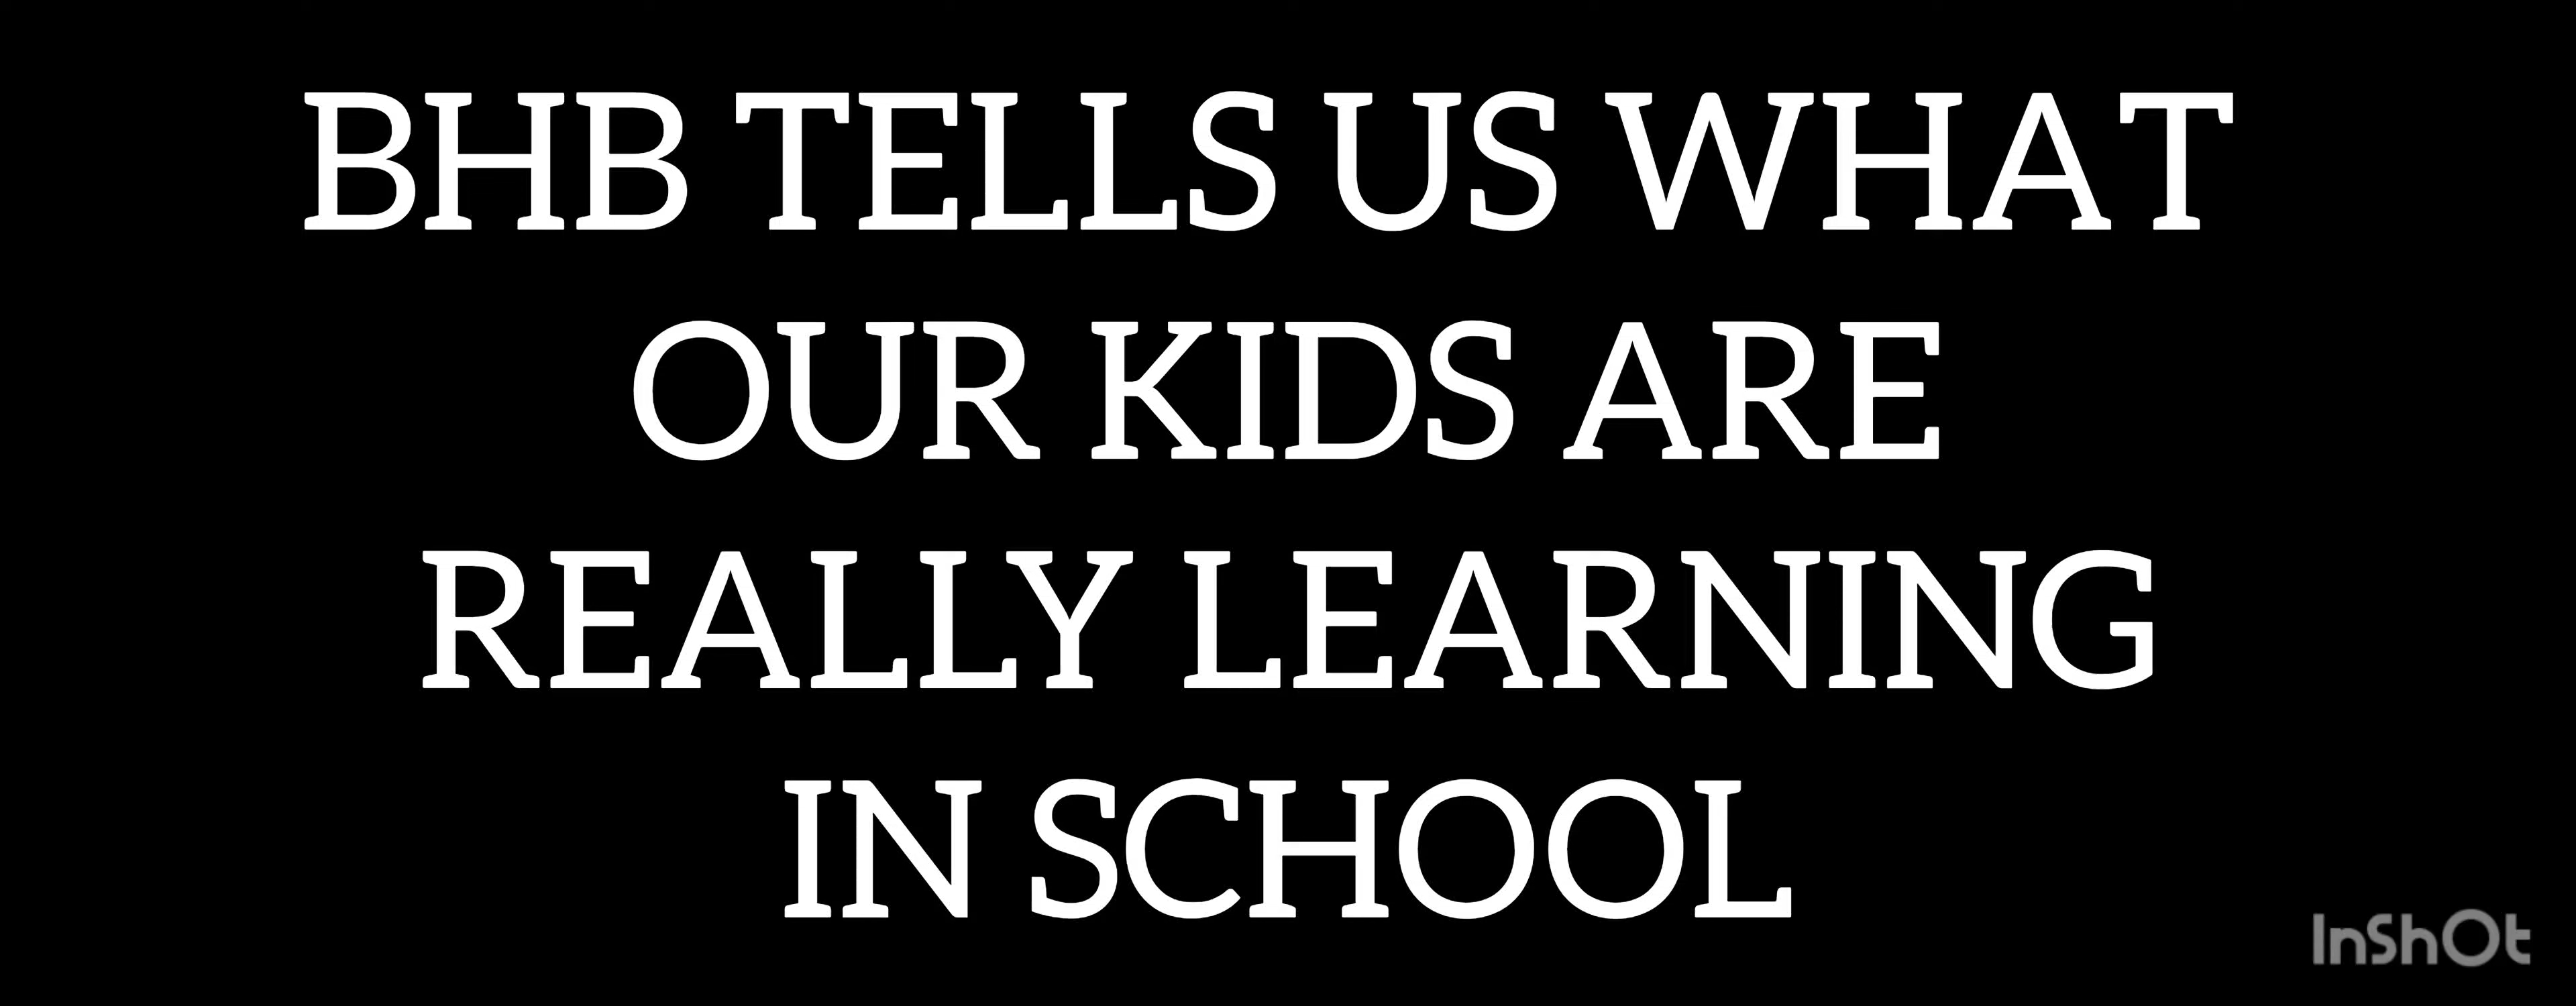 BHB TELLS US WHAT
OUR KIDS ARE
REALLY LEARNING
IN SCHOOL
InShOt